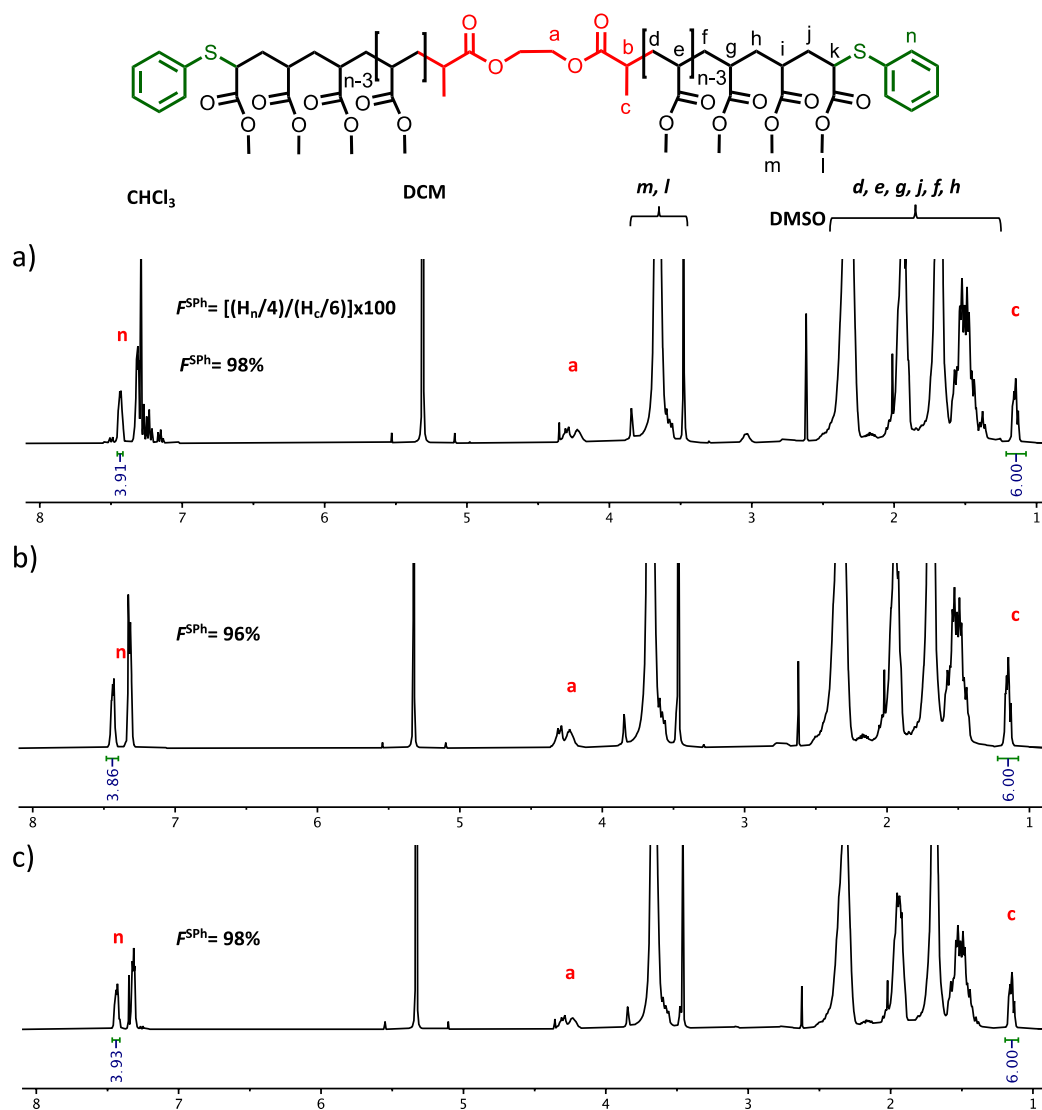 O a O b d f h j n
S O O c e g i k S
n-3 n-3
O O O O O O O O
O O O O O O O O
m l
CHCl₃ DCM m, l DMSO d, e, g, j, f, h
a)
Fˢᴾʰ= [(Hₙ/4)/(H_c/6)]x100
n Fˢᴾʰ= 98% a c
3.91 6.00
8 7 6 5 4 3 2 1
b)
n Fˢᴾʰ= 96% a c
3.86 6.00
8 7 6 5 4 3 2 1
c)
n Fˢᴾʰ= 98% a c
3.93 6.00
8 7 6 5 4 3 2 1